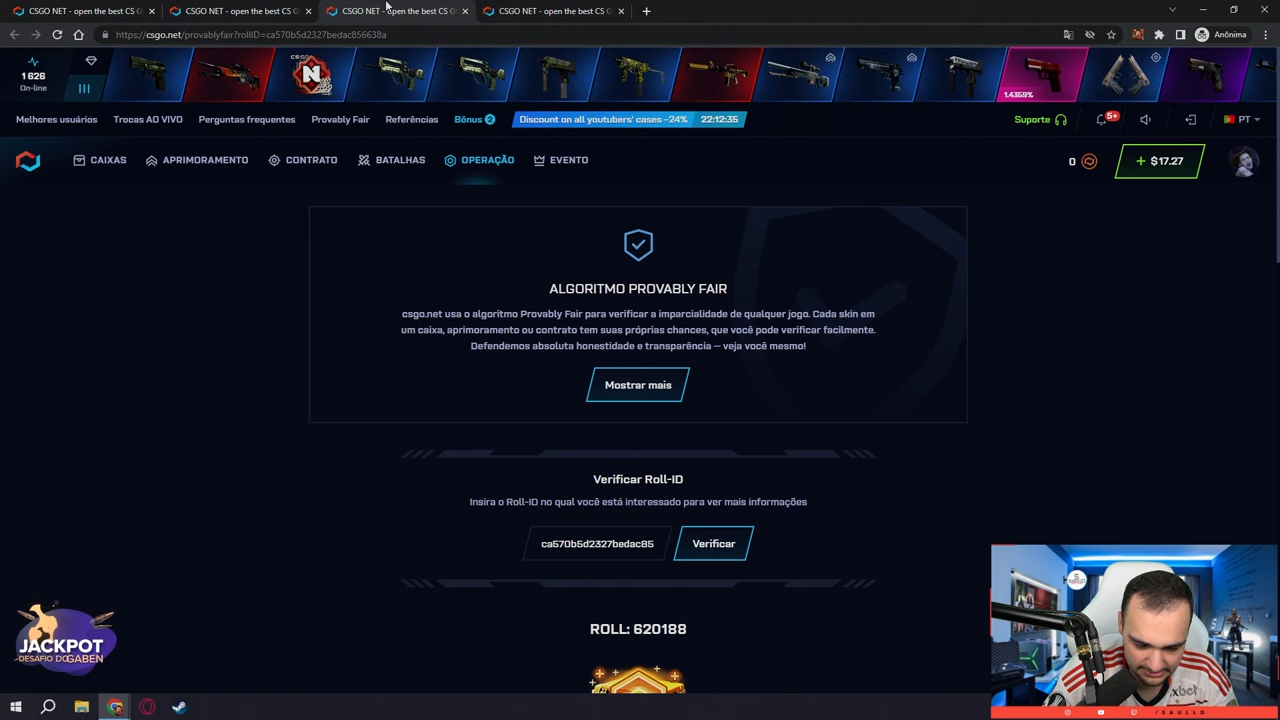 CSGO NET - open the best CS G
CSGO NET - open the best CS G
CSGO NET - open the best CS G
CSGO NET - open the best CS G
https://csgo.net/provablyfair?rollID=ca570b5d2327bedac856638a
Anônima
1 626
On-line
CSGO
N
1.4359%
Melhores usuários
Trocas AO VIVO
Perguntas frequentes
Provably Fair
Referências
Bônus 2
Discount on all youtubers' cases −24%
22:12:35
Suporte
5+
PT
CAIXAS
APRIMORAMENTO
CONTRATO
BATALHAS
OPERAÇÃO
EVENTO
0
+ $17.27
ALGORITMO PROVABLY FAIR
csgo.net usa o algoritmo Provably Fair para verificar a imparcialidade de qualquer jogo. Cada skin em
um caixa, aprimoramento ou contrato tem suas próprias chances, que você pode verificar facilmente.
Defendemos absoluta honestidade e transparência — veja você mesmo!
Mostrar mais
Verificar Roll-ID
Insira o Roll-ID no qual você está interessado para ver mais informações
ca570b5d2327bedac85
Verificar
ROLL: 620188
JACKPOT
DESAFIO DO GABEN
/SAULLO